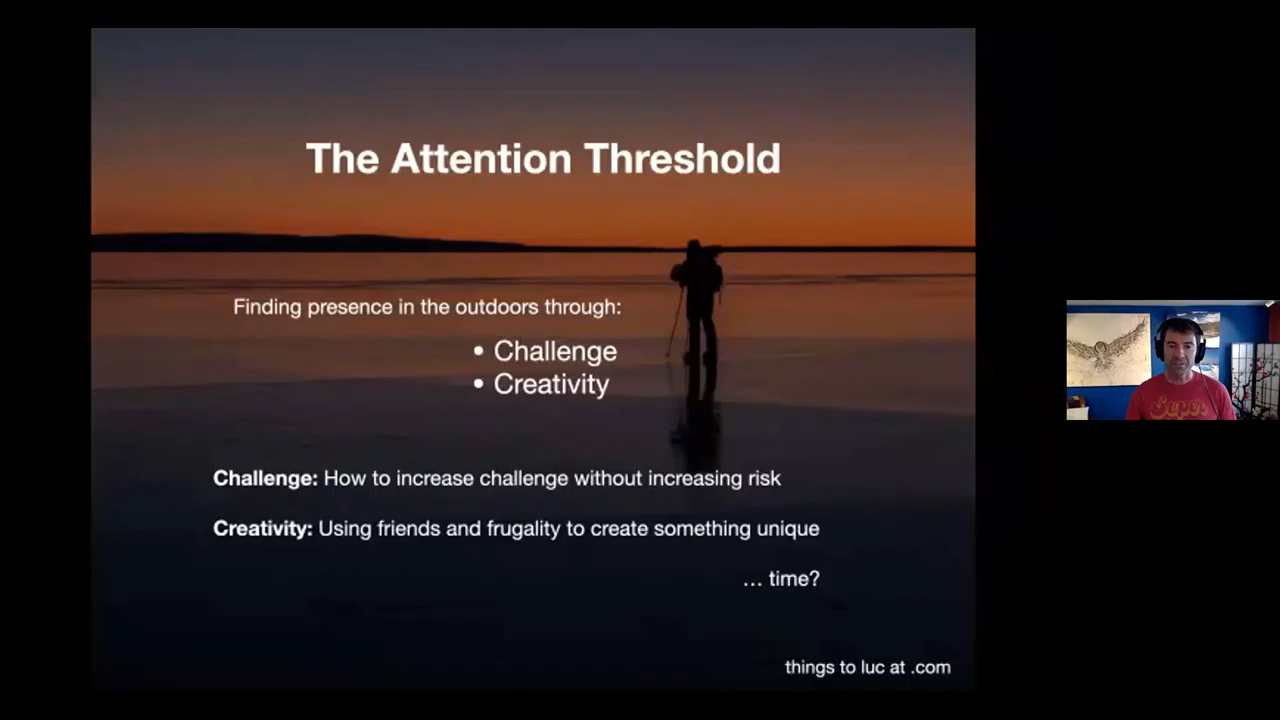 The Attention Threshold
Finding presence in the outdoors through:
• Challenge
• Creativity
Challenge: How to increase challenge without increasing risk
Creativity: Using friends and frugality to create something unique
... time?
things to luc at .com
Super